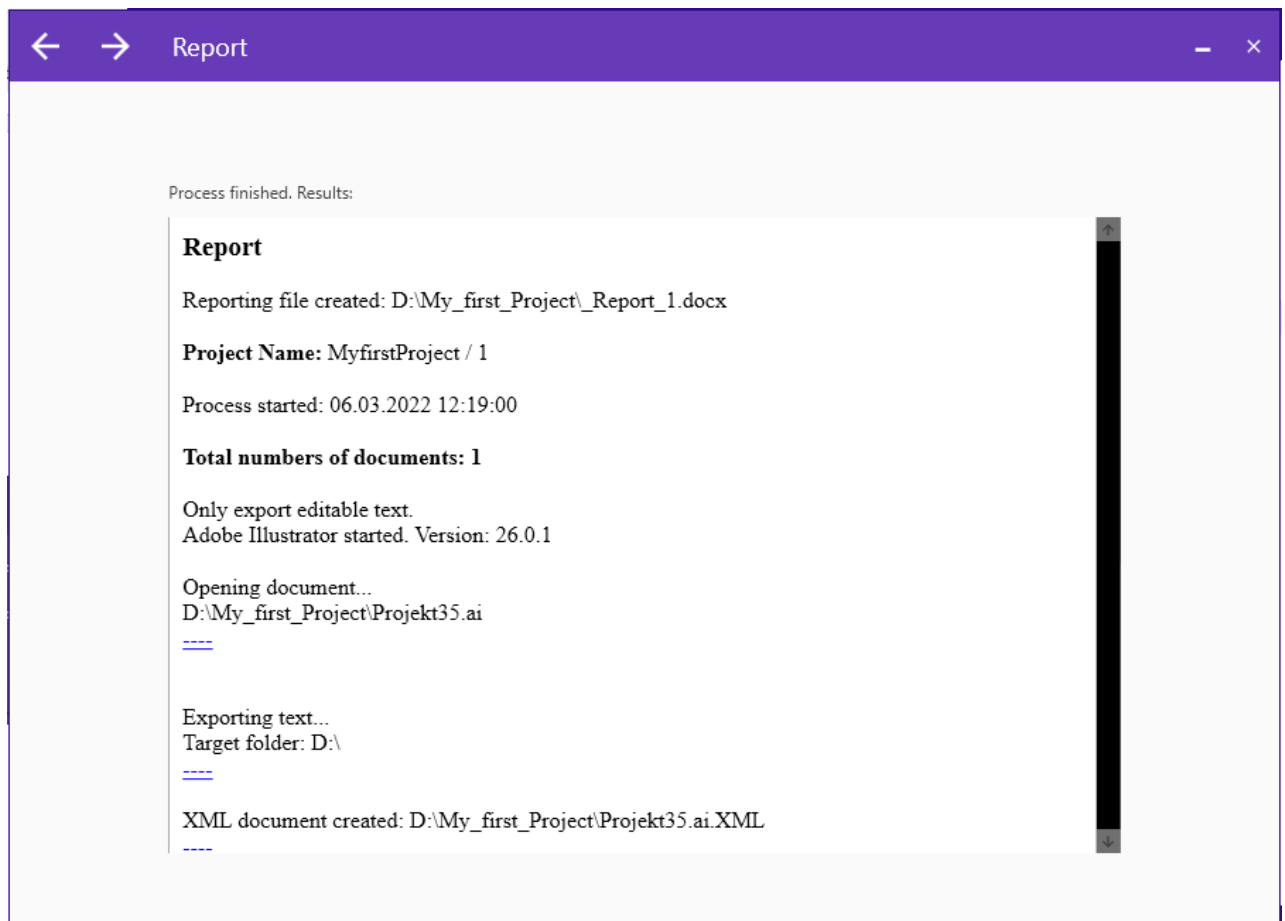 Report
Process finished. Results:
Report
Reporting file created: D:\My_first_Project\_Report_1.docx
Project Name: MyfirstProject / 1
Process started: 06.03.2022 12:19:00
Total numbers of documents: 1
Only export editable text.
Adobe Illustrator started. Version: 26.0.1
Opening document...
D:\My_first_Project\Projekt35.ai
----
Exporting text...
Target folder: D:\
----
XML document created: D:\My_first_Project\Projekt35.ai.XML
----